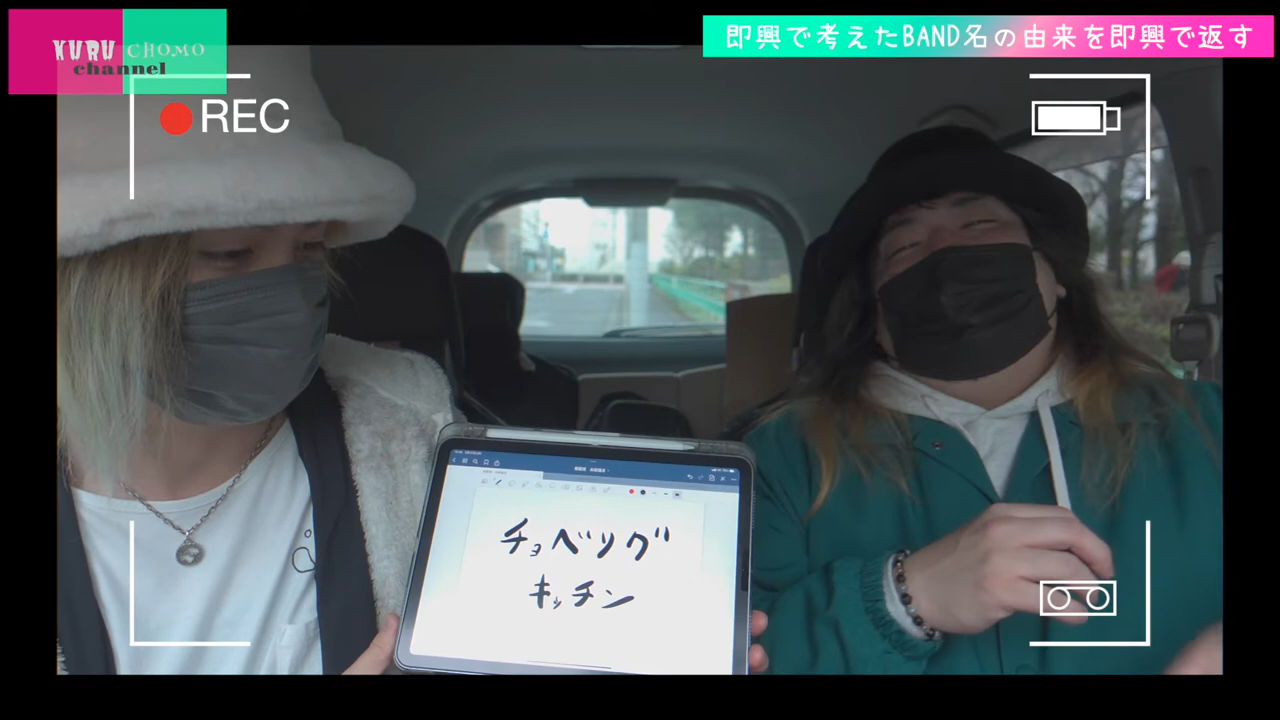 KURU CHOMO
channel
即興で考えたBAND名の由来を即興で返す
REC
チョベリグ
キッチン